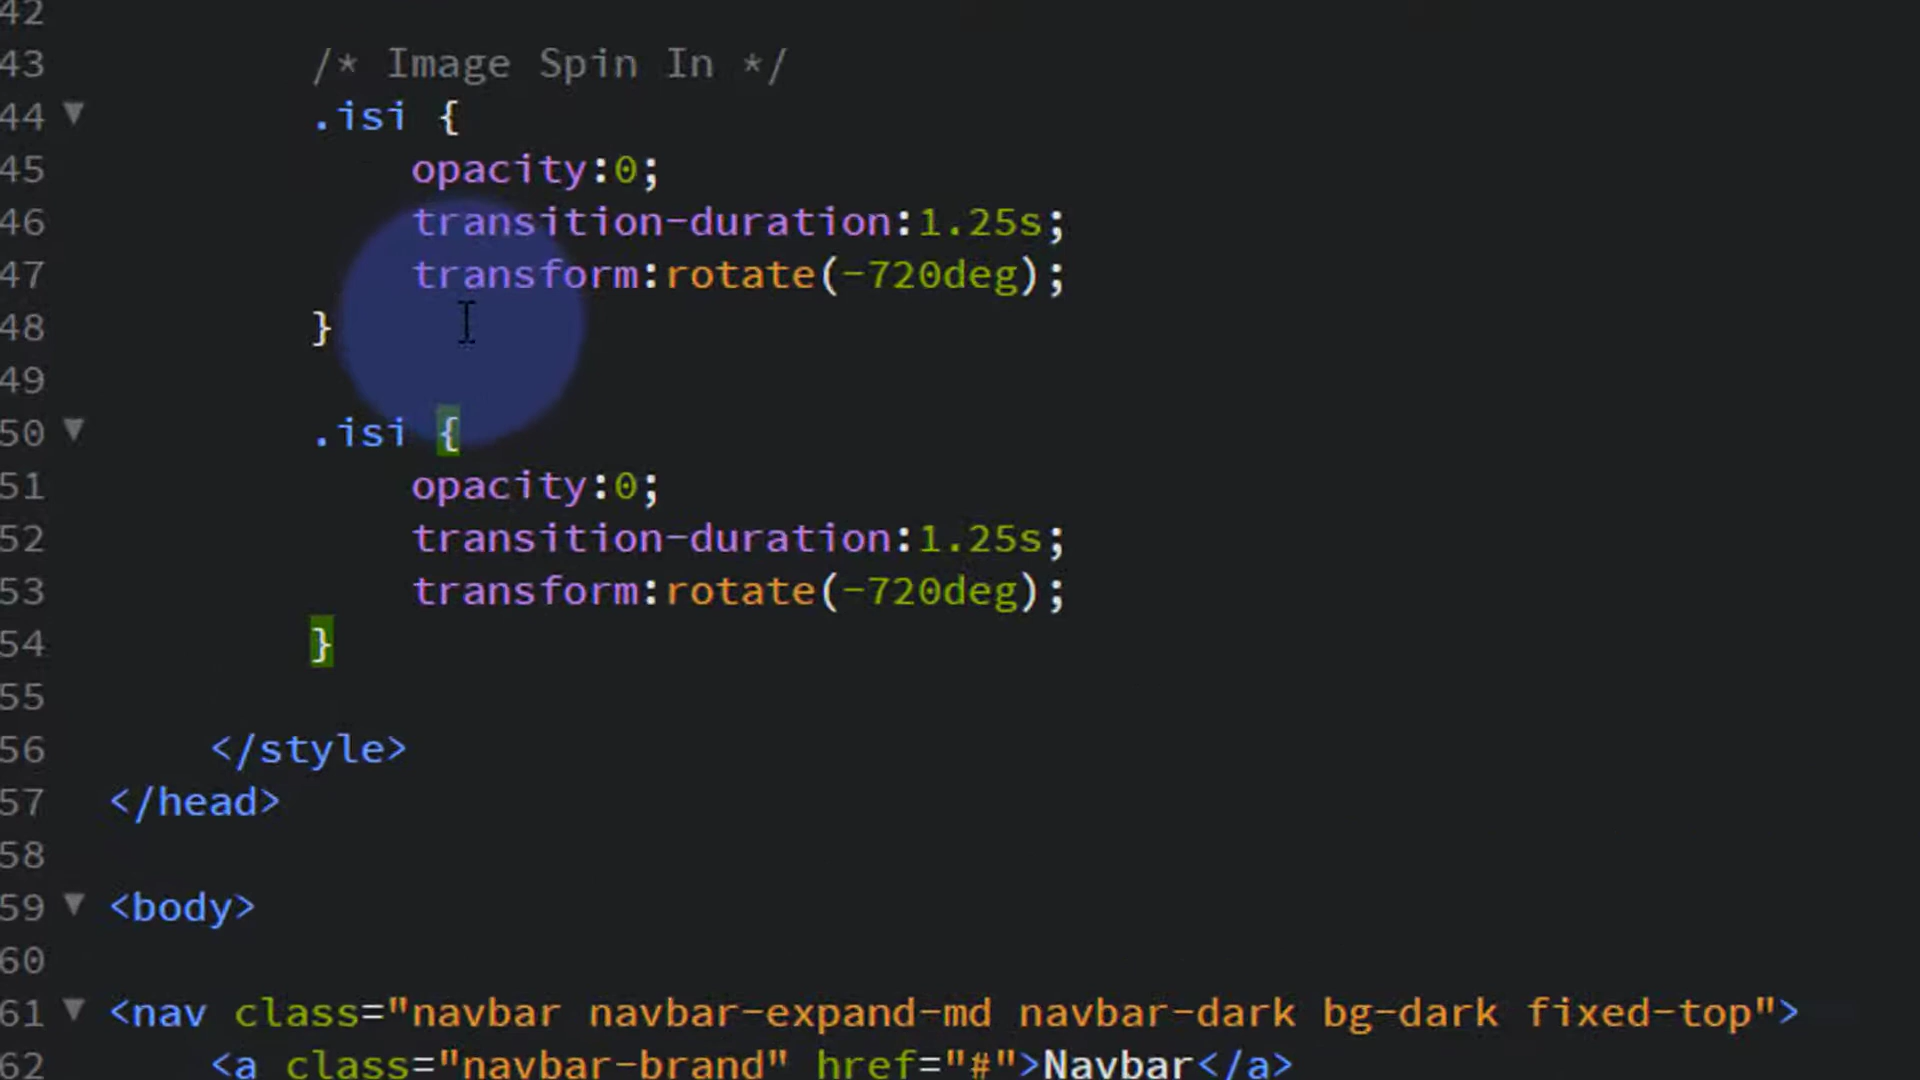 42
43 /* Image Spin In */
44 .isi {
45 opacity:0;
46 transition-duration:1.25s;
47 transform:rotate(-720deg);
48 }
49
50 .isi {
51 opacity:0;
52 transition-duration:1.25s;
53 transform:rotate(-720deg);
54 }
55
56 </style>
57 </head>
58
59 <body>
60
61 <nav class="navbar navbar-expand-md navbar-dark bg-dark fixed-top">
62 <a class="navbar-brand" href="#">Navbar</a>